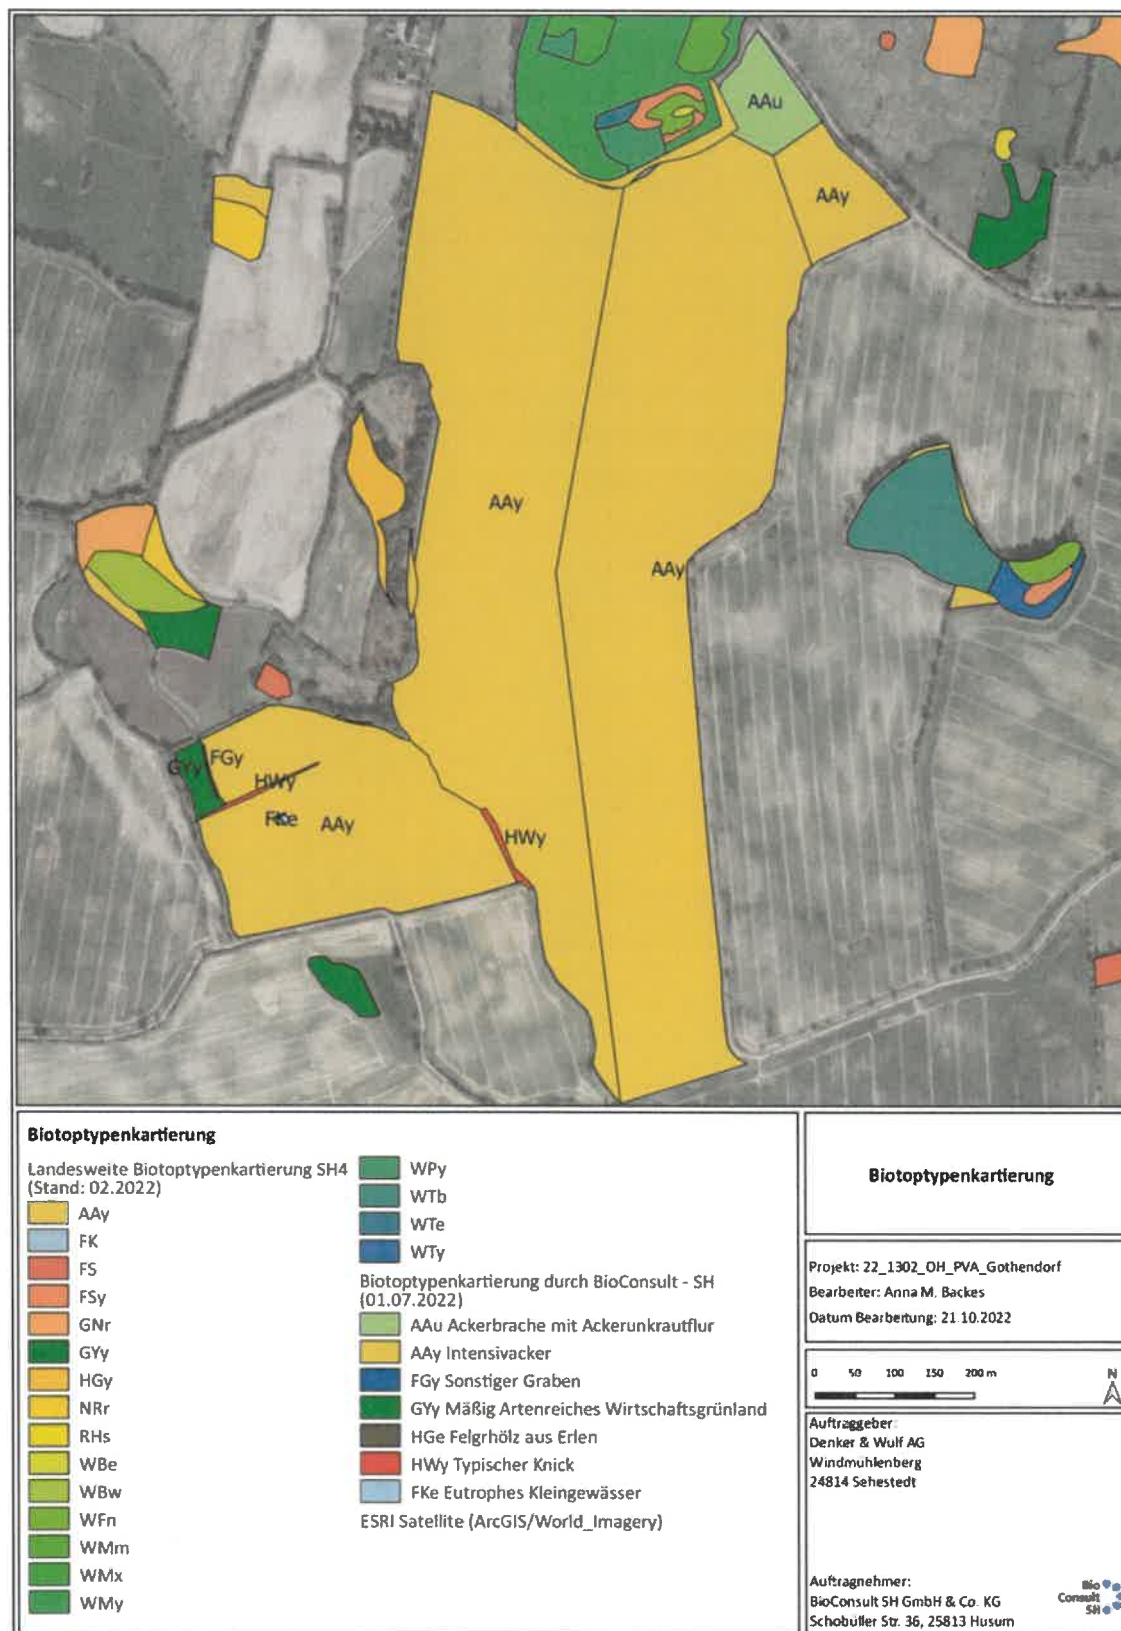 AAu
AAy
AAy
AAy
FGy
GYy
HWy
FKe
AAy
HWy
Biotoptypenkartierung
Landesweite Biotoptypenkartierung SH4
(Stand: 02.2022)
AAy
FK
FS
FSy
GNr
GYy
HGy
NRr
RHs
WBe
WBw
WFn
WMm
WMx
WMy
WPy
WTb
WTe
WTy
Biotoptypenkartierung durch BioConsult - SH
(01.07.2022)
AAu Ackerbrache mit Ackerunkrautflur
AAy Intensivacker
FGy Sonstiger Graben
GYy Mäßig Artenreiches Wirtschaftsgrünland
HGe Felgrhölz aus Erlen
HWy Typischer Knick
FKe Eutrophes Kleingewässer
ESRI Satellite (ArcGIS/World_Imagery)
Biotoptypenkartierung
Projekt: 22_1302_OH_PVA_Gothendorf
Bearbeiter: Anna M. Backes
Datum Bearbeitung: 21.10.2022
0 50 100 150 200 m
N
Auftraggeber:
Denker & Wulf AG
Windmühlenberg
24814 Sehestedt
Auftragnehmer:
BioConsult SH GmbH & Co. KG
Schobüller Str. 36, 25813 Husum
Bio
Consult
SH